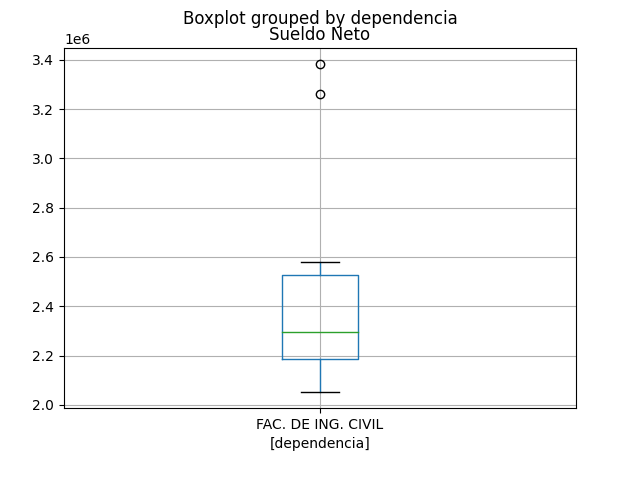 Boxplot grouped by dependencia
Sueldo Neto
1e6
3.4
3.2
3.0
2.8
2.6
2.4
2.2
2.0
FAC. DE ING. CIVIL
[dependencia]